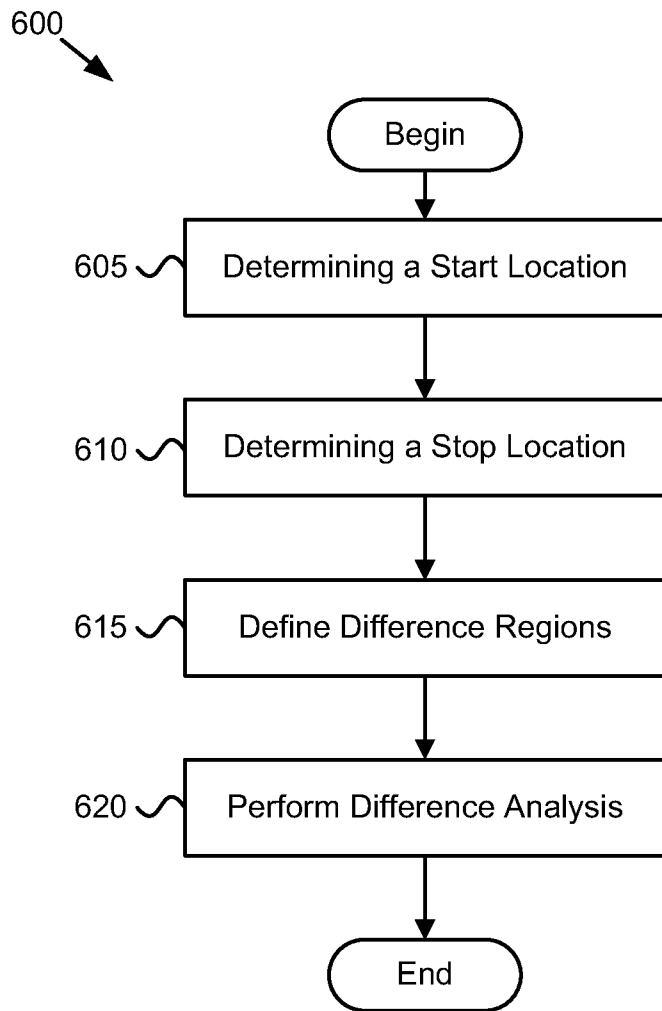 600
Begin
605
Determining a Start Location
610
Determining a Stop Location
615
Define Difference Regions
620
Perform Difference Analysis
End